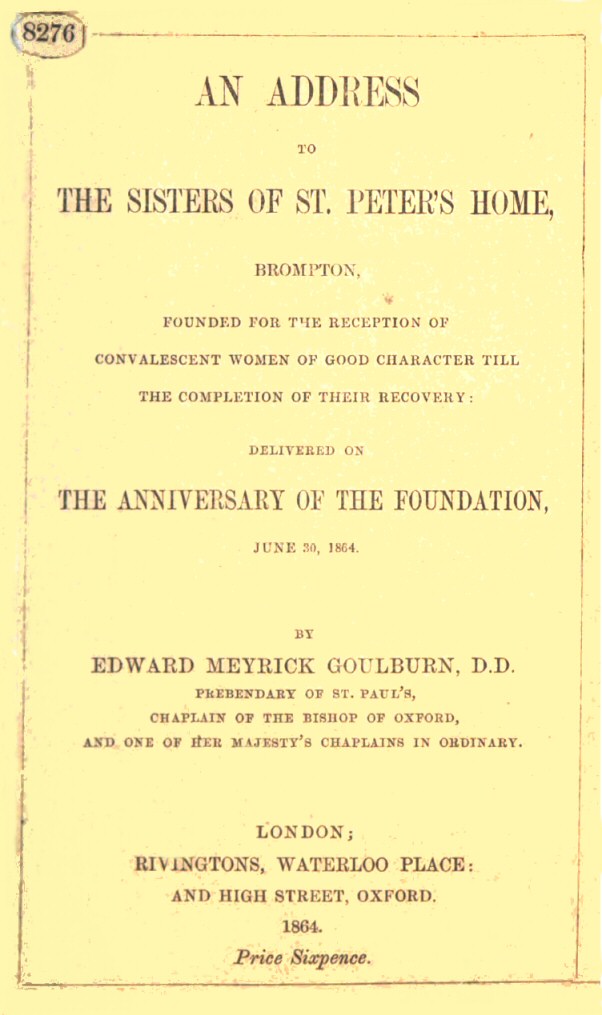 8276
AN ADDRESS
TO
THE SISTERS OF ST. PETER'S HOME,
BROMPTON,
FOUNDED FOR THE RECEPTION OF
CONVALESCENT WOMEN OF GOOD CHARACTER TILL
THE COMPLETION OF THEIR RECOVERY:
DELIVERED ON
THE ANNIVERSARY OF THE FOUNDATION,
JUNE 30, 1864.
BY
EDWARD MEYRICK GOULBURN, D.D.
PREBENDARY OF ST. PAUL'S,
CHAPLAIN OF THE BISHOP OF OXFORD,
AND ONE OF HER MAJESTY'S CHAPLAINS IN ORDINARY.
LONDON;
RIVINGTONS, WATERLOO PLACE:
AND HIGH STREET, OXFORD.
1864.
Price Sixpence.